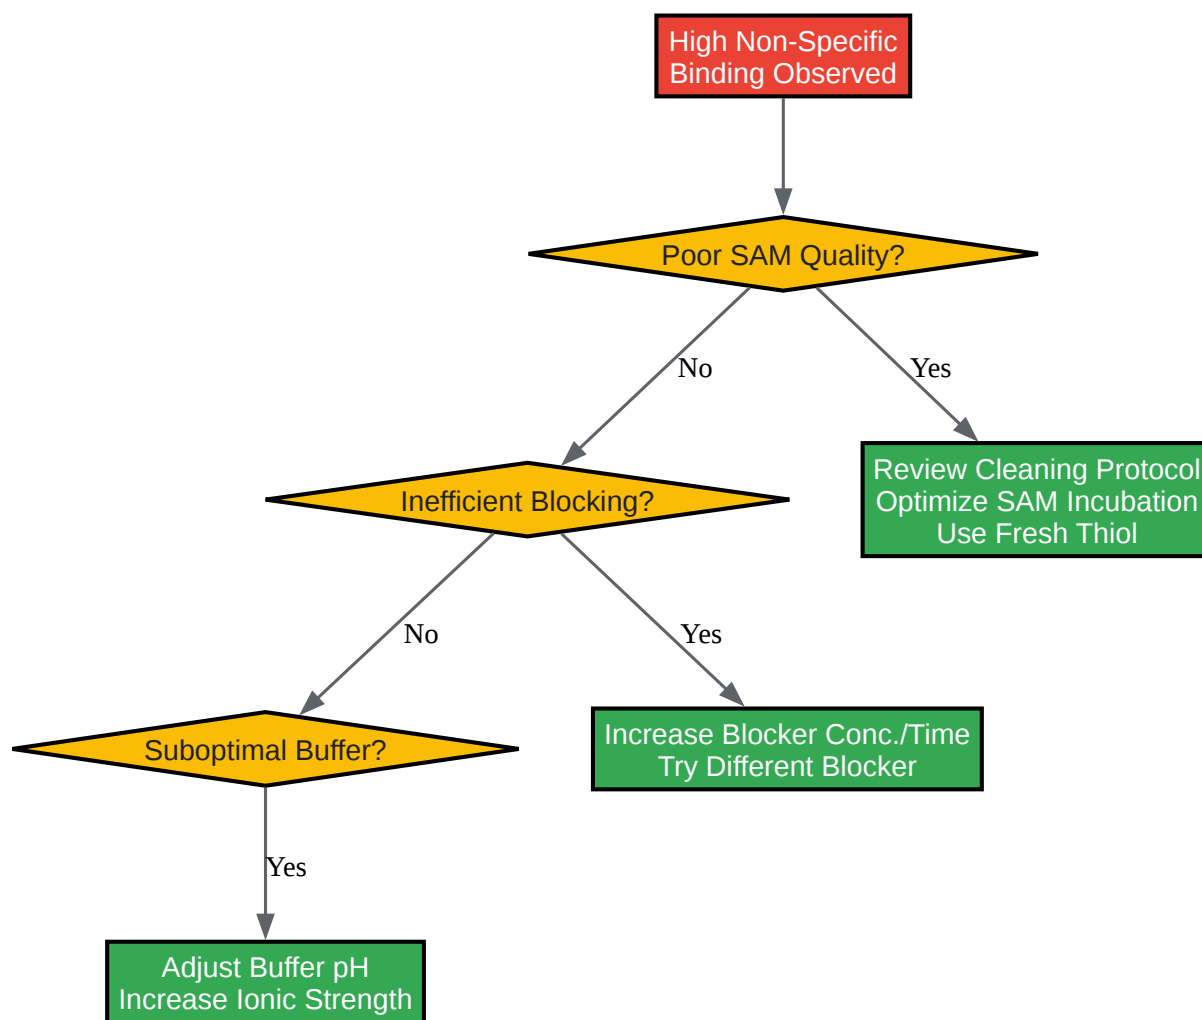 High Non-Specific
Binding Observed
Poor SAM Quality?
No
Yes
Inefficient Blocking?
Review Cleaning Protocol
Optimize SAM Incubation
Use Fresh Thiol
No
Yes
Suboptimal Buffer?
Increase Blocker Conc./Time
Try Different Blocker
Yes
Adjust Buffer pH
Increase Ionic Strength